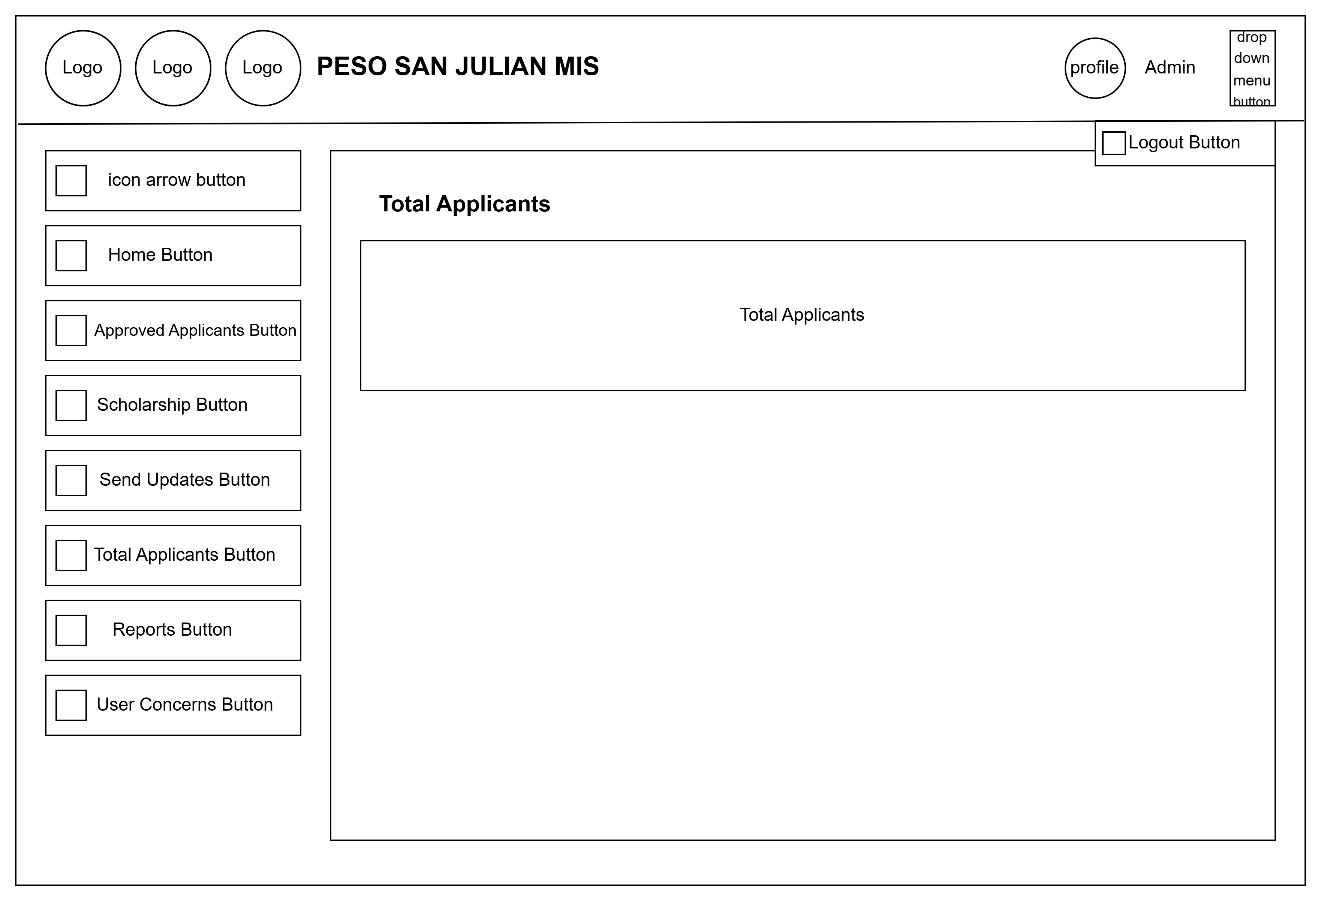 Logo
Logo
Logo
PESO SAN JULIAN MIS
profile
Admin
drop
down
menu
button
Logout Button
icon arrow button
Home Button
Approved Applicants Button
Scholarship Button
Send Updates Button
Total Applicants Button
Reports Button
User Concerns Button
Total Applicants
Total Applicants